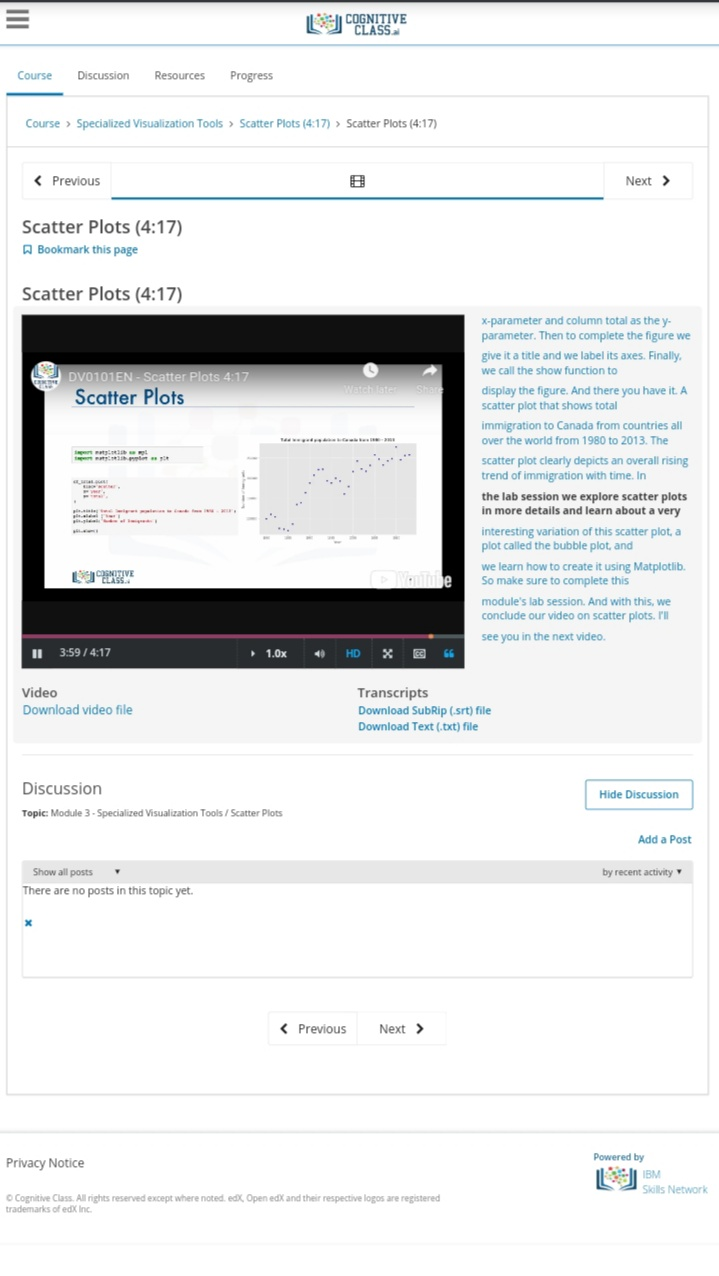 COGNITIVE
CLASS.ai
Course Discussion Resources Progress
Course › Specialized Visualization Tools › Scatter Plots (4:17) › Scatter Plots (4:17)
Previous
Next
Scatter Plots (4:17)
Bookmark this page
Scatter Plots (4:17)
DV0101EN - Scatter Plots 4:17
Watch later
Share
Scatter Plots
import matplotlib as mpl
import matplotlib.pyplot as plt
Total Immigrant population to Canada from 1980 - 2013
plt.show()
COGNITIVE
CLASS.ai
YouTube
3:59 / 4:17
1.0x
HD
CC
x-parameter and column total as the y-
parameter. Then to complete the figure we
give it a title and we label its axes. Finally,
we call the show function to
display the figure. And there you have it. A
scatter plot that shows total
immigration to Canada from countries all
over the world from 1980 to 2013. The
scatter plot clearly depicts an overall rising
trend of immigration with time. In
the lab session we explore scatter plots
in more details and learn about a very
interesting variation of this scatter plot, a
plot called the bubble plot, and
we learn how to create it using Matplotlib.
So make sure to complete this
module's lab session. And with this, we
conclude our video on scatter plots. I'll
see you in the next video.
Video
Download video file
Transcripts
Download SubRip (.srt) file
Download Text (.txt) file
Discussion
Hide Discussion
Topic: Module 3 - Specialized Visualization Tools / Scatter Plots
Add a Post
Show all posts
by recent activity
There are no posts in this topic yet.
Previous
Next
Privacy Notice
Powered by
IBM
Skills Network
© Cognitive Class. All rights reserved except where noted. edX, Open edX and their respective logos are registered
trademarks of edX Inc.